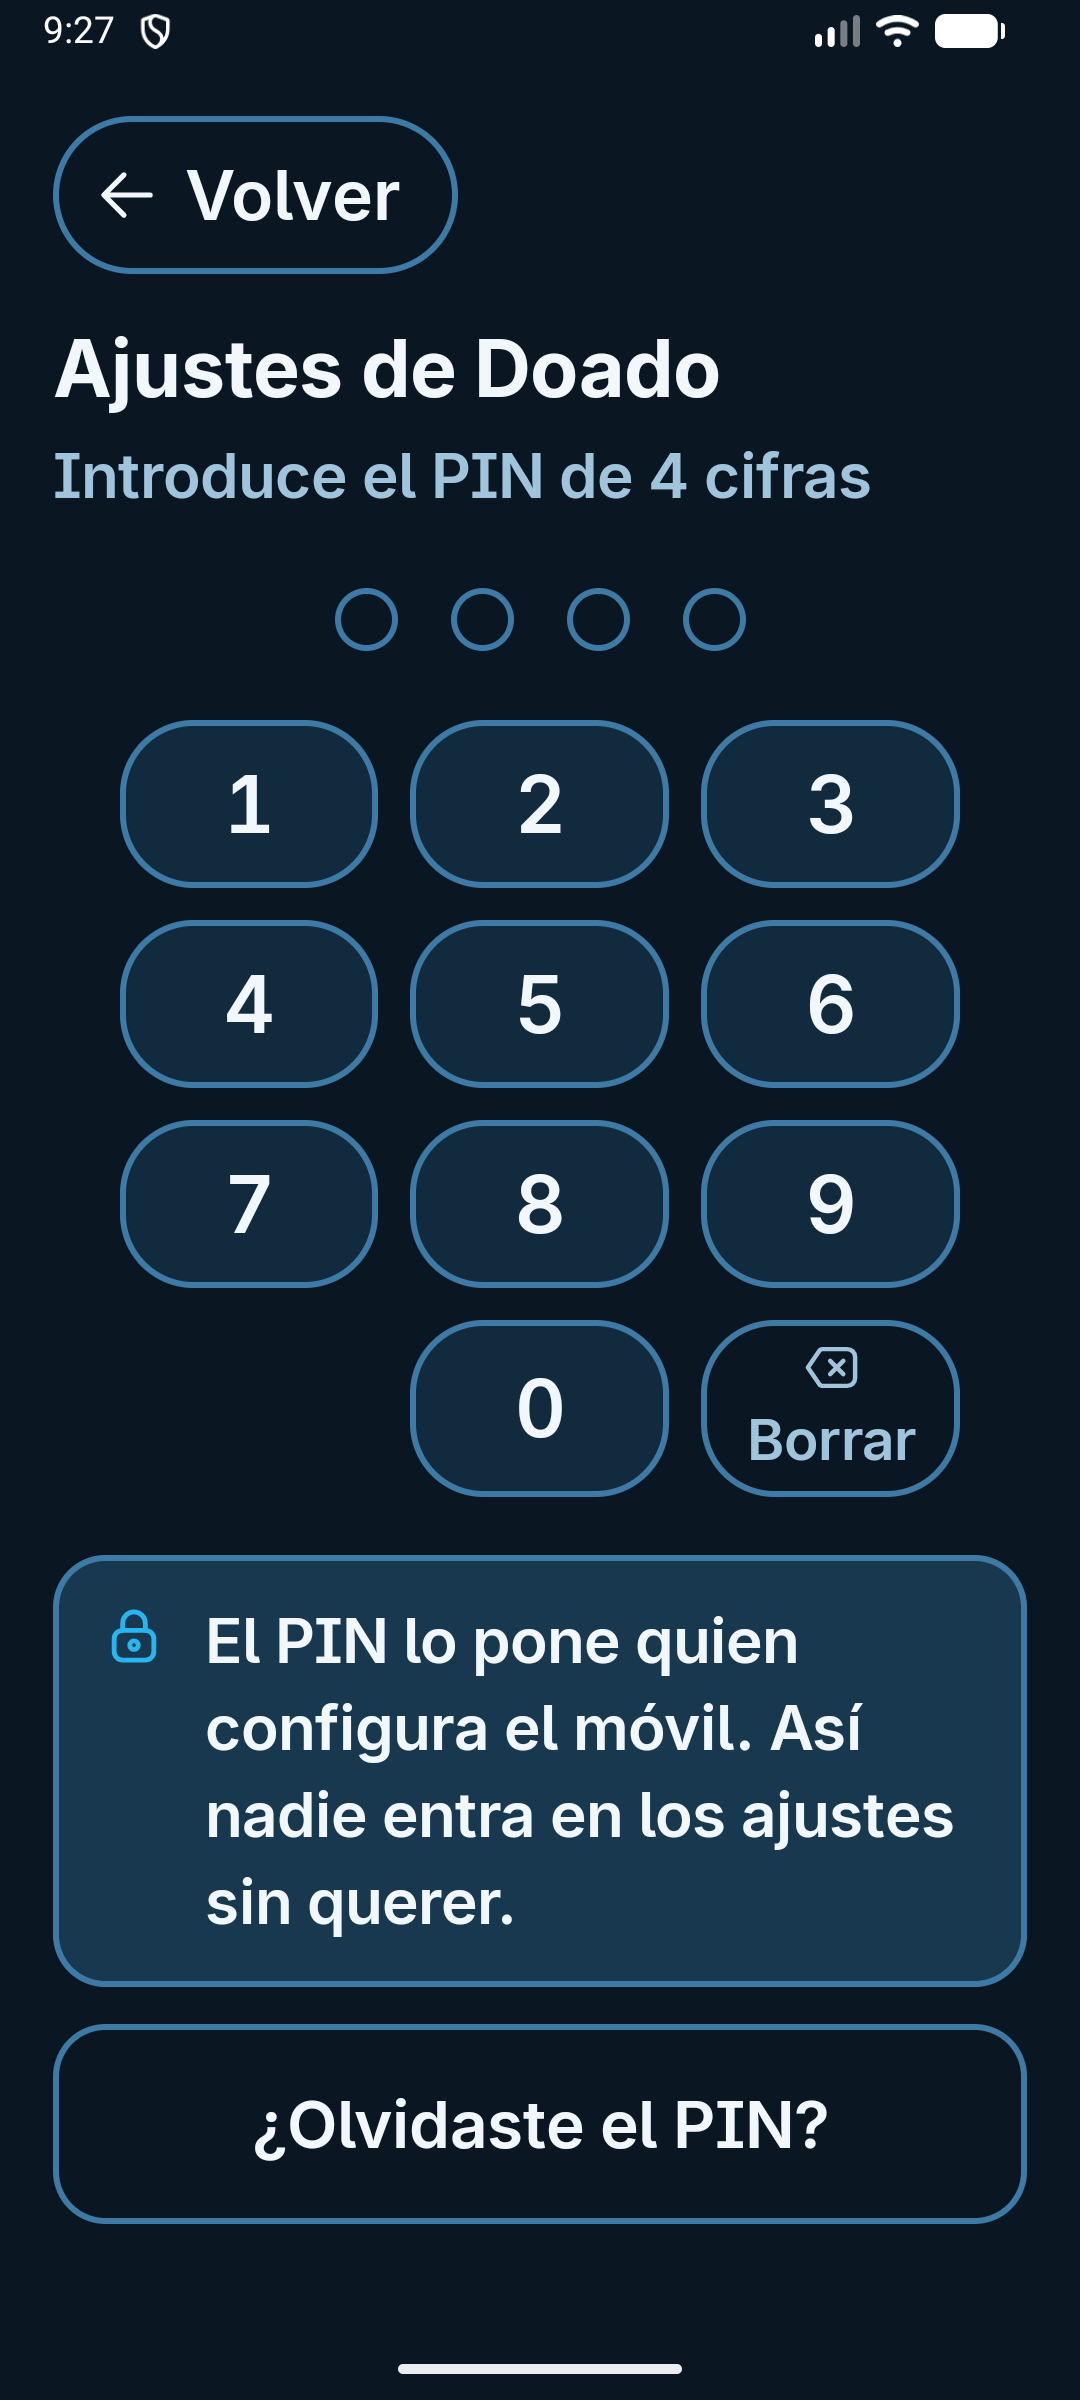 9:27
Volver
Ajustes de Doado
Introduce el PIN de 4 cifras
1 2 3
4 5 6
7 8 9
0 Borrar
El PIN lo pone quien
configura el móvil. Así
nadie entra en los ajustes
sin querer.
¿Olvidaste el PIN?